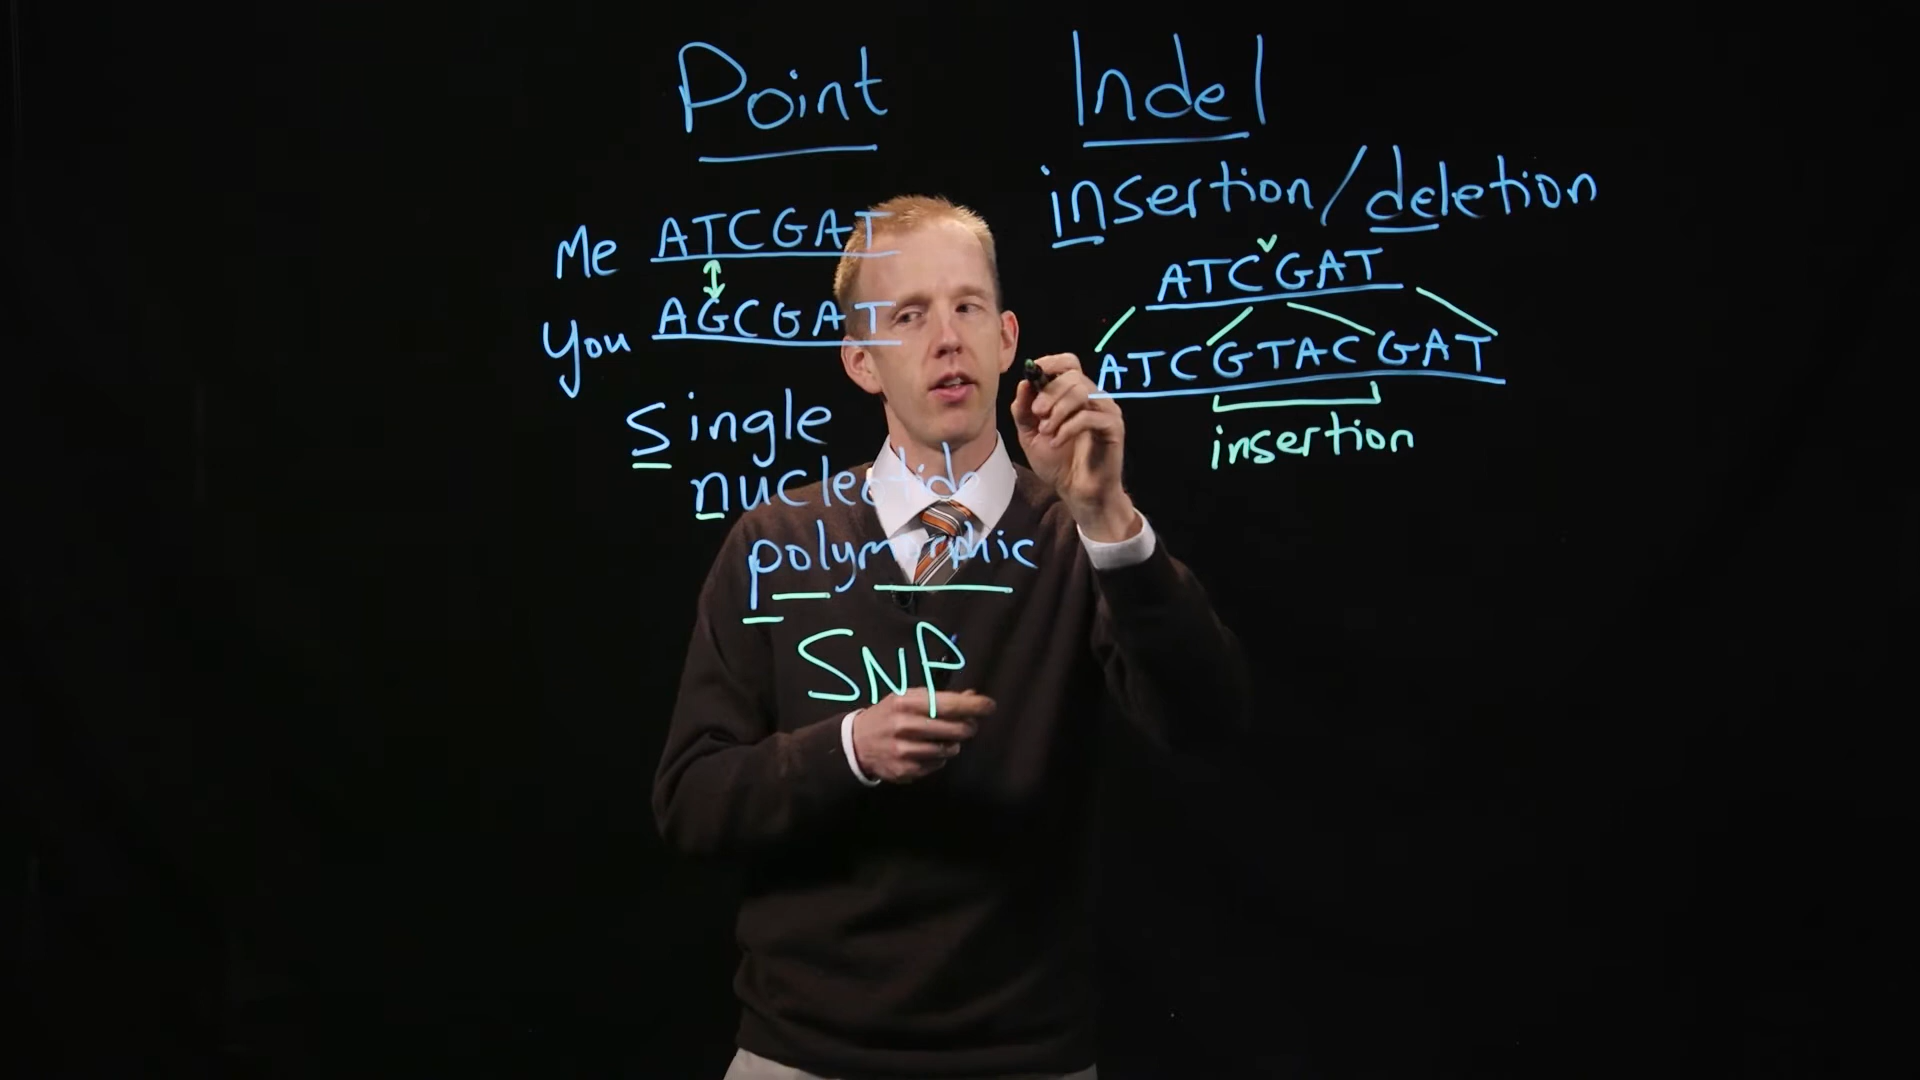 Point
Me ATCGAT
You AGCGAT
Single
nucleotide
polymorphic
SNP
Indel
insertion/deletion
ATCGAT
ATCGTACGAT
insertion